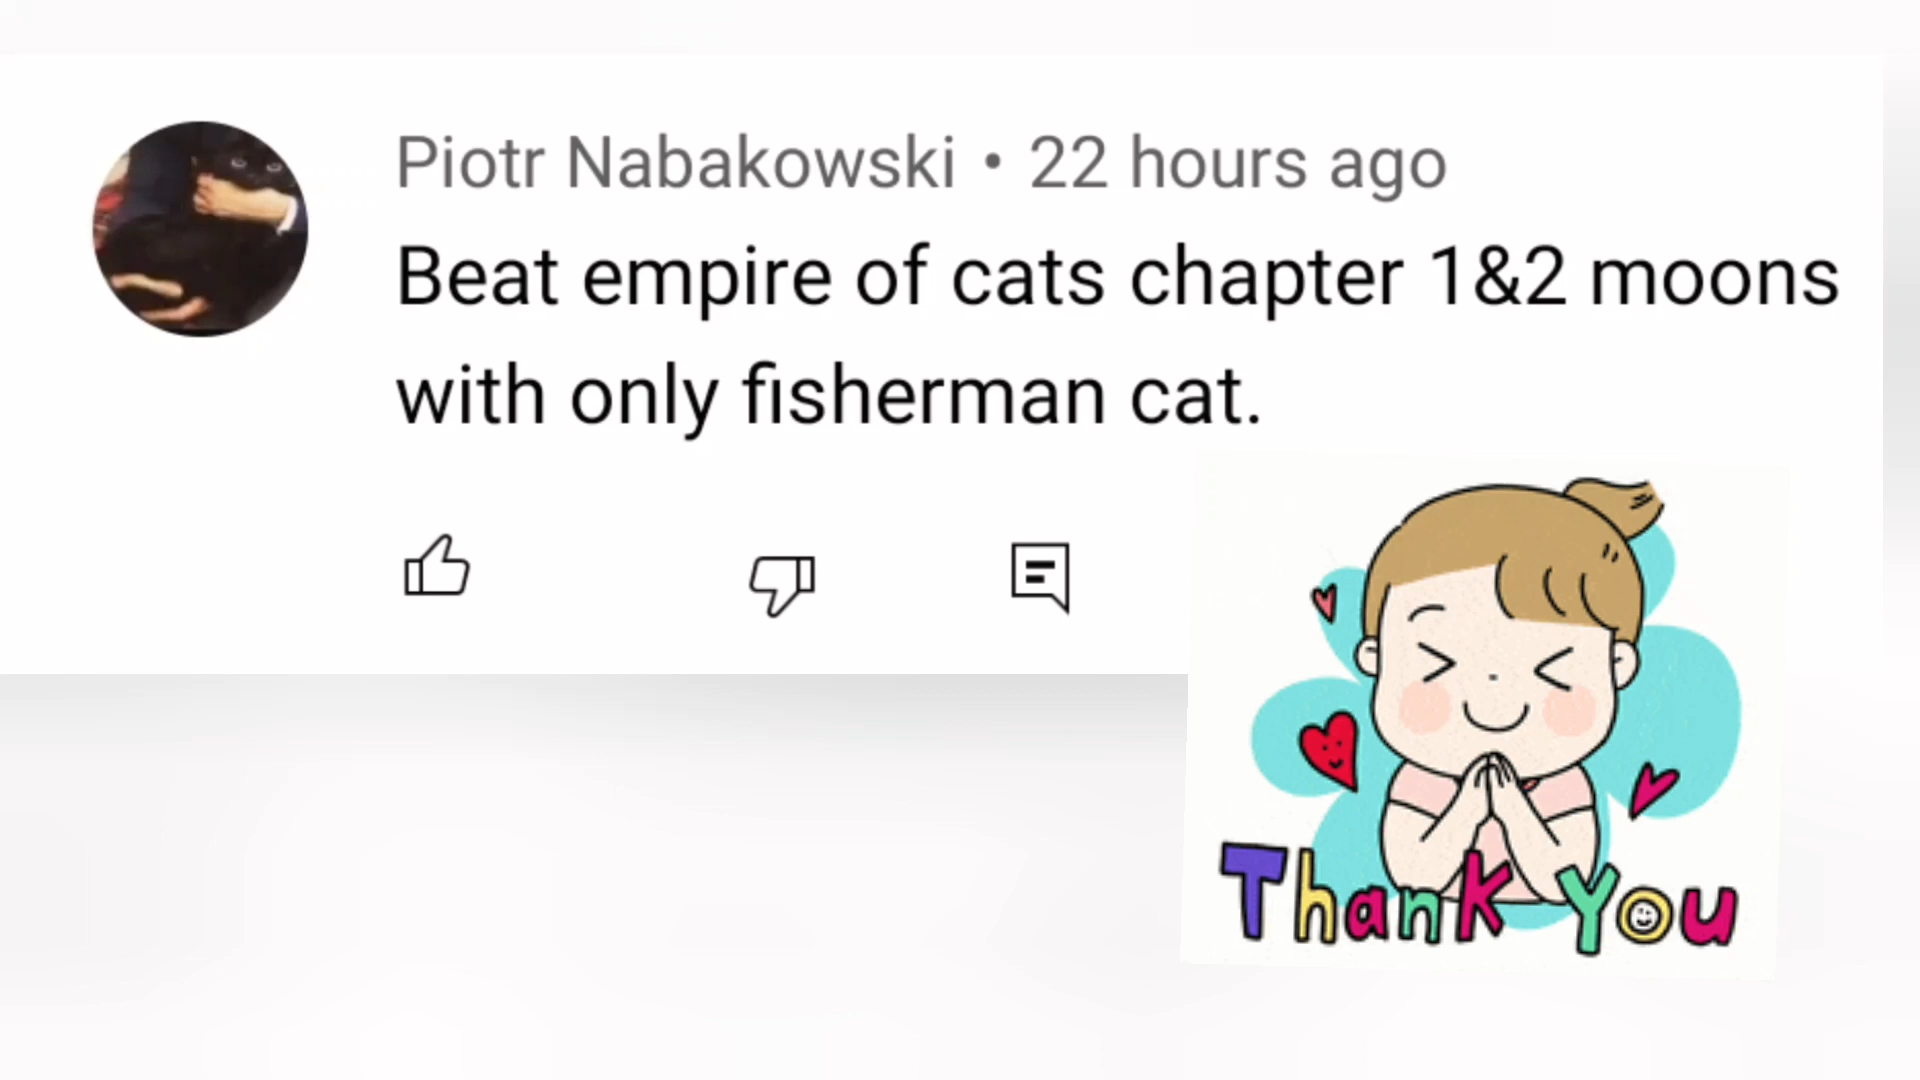 Piotr Nabakowski • 22 hours ago
Beat empire of cats chapter 1&2 moons
with only fisherman cat.
Thank You